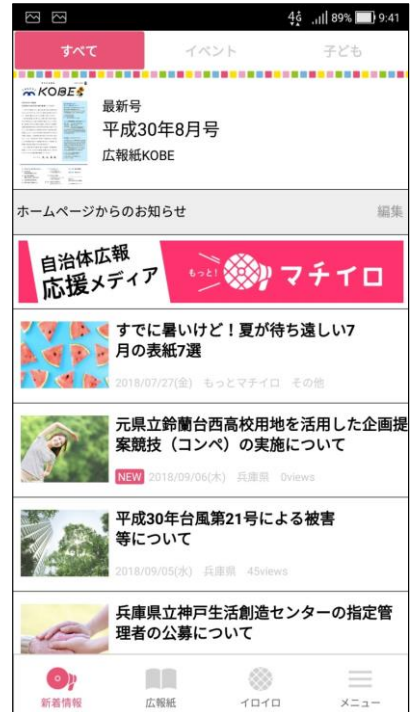 4G 89% 9:41
すべて イベント 子ども
KOBE
最新号
平成30年8月号
広報紙KOBE
ホームページからのお知らせ 編集
自治体広報
応援メディア
もっと! マチイロ
すでに暑いけど！夏が待ち遠しい7
月の表紙7選
2018/07/27(金) もっとマチイロ その他
元県立鈴蘭台西高校用地を活用した企画提
案競技（コンペ）の実施について
NEW 2018/09/06(木) 兵庫県 0views
平成30年台風第21号による被害
等について
2018/09/05(水) 兵庫県 45views
兵庫県立神戸生活創造センターの指定管
理者の公募について
新着情報 広報紙 イロイロ メニュー